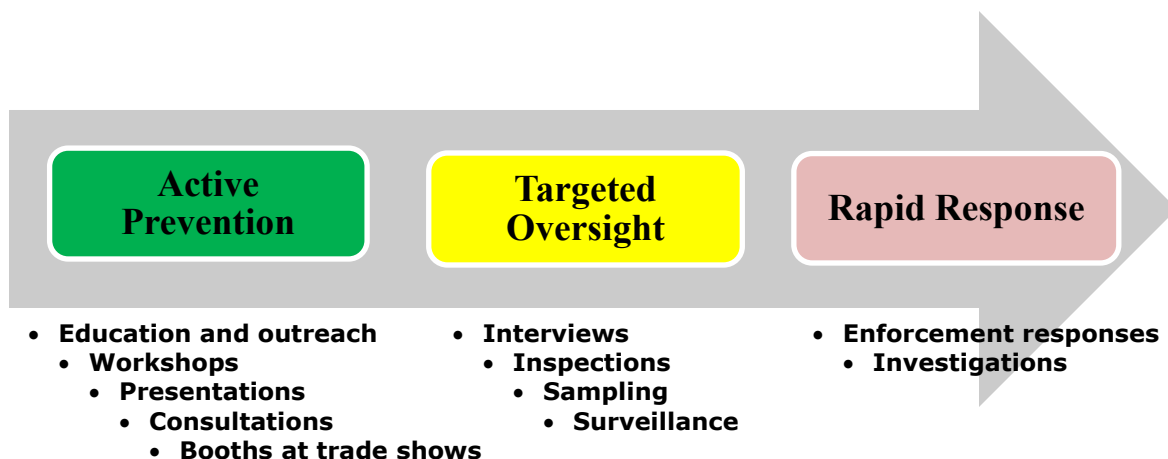 Active
Prevention
Targeted
Oversight
Rapid Response
• Education and outreach
• Workshops
• Presentations
• Consultations
• Booths at trade shows
• Interviews
• Inspections
• Sampling
• Surveillance
• Enforcement responses
• Investigations